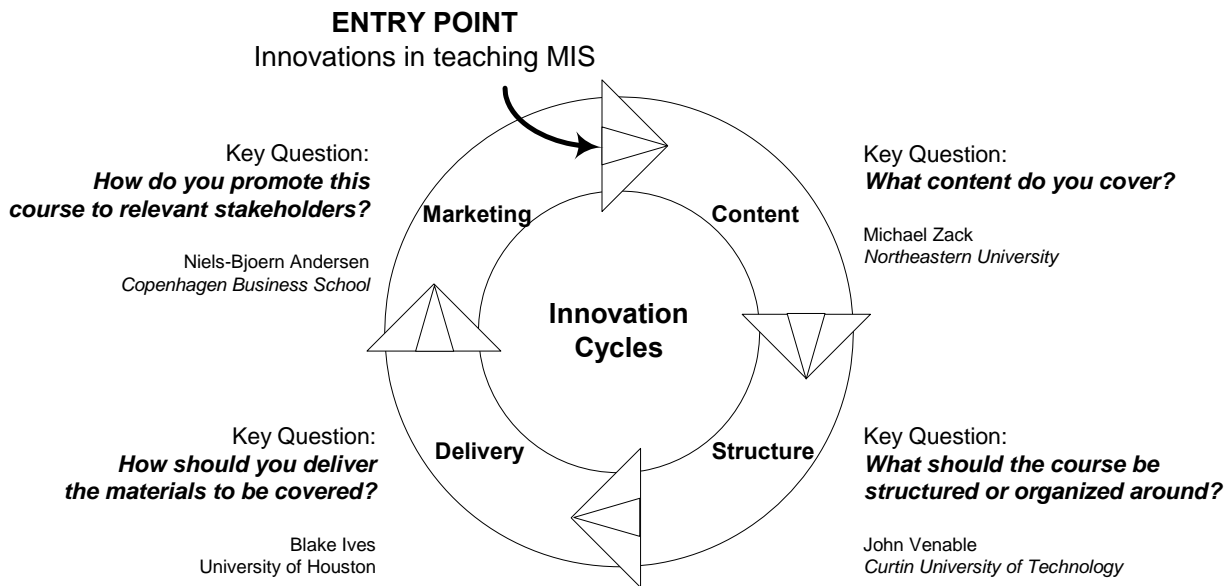 ENTRY POINT
Innovations in teaching MIS
Key Question:
How do you promote this
course to relevant stakeholders?
Niels-Bjoern Andersen
Copenhagen Business School
Marketing
Content
Key Question:
What content do you cover?
Michael Zack
Northeastern University
Innovation
Cycles
Key Question:
How should you deliver
the materials to be covered?
Blake Ives
University of Houston
Delivery
Structure
Key Question:
What should the course be
structured or organized around?
John Venable
Curtin University of Technology